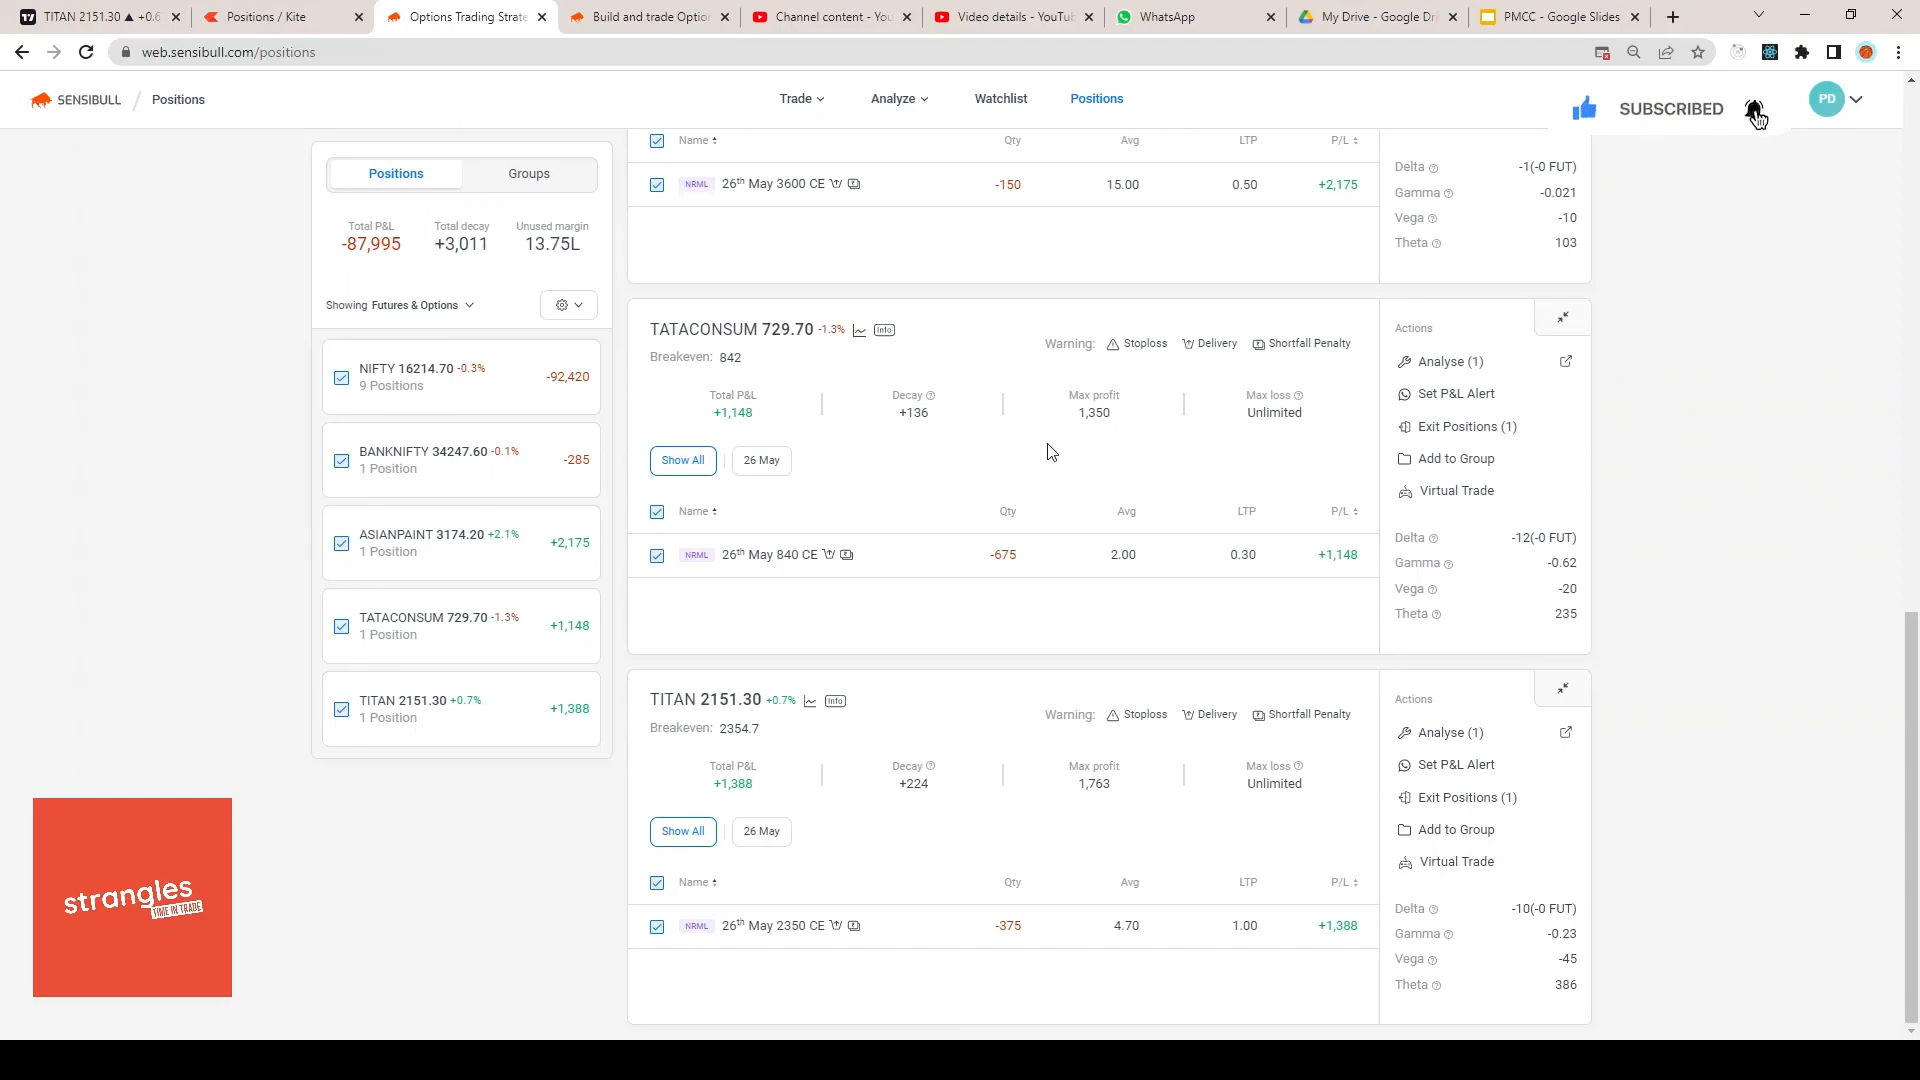 TITAN 2151.30 ▲ +0.6
Positions / Kite
Options Trading Strate
Build and trade Option
Channel content - You
Video details - YouTub
WhatsApp
My Drive - Google Dri
PMCC - Google Slides
web.sensibull.com/positions
SENSIBULL / Positions
Trade
Analyze
Watchlist
Positions
SUBSCRIBED
PD
Positions Groups
Total P&L Total decay Unused margin
-87,995 +3,011 13.75L
Showing Futures & Options
NIFTY 16214.70 -0.3%
9 Positions
-92,420
BANKNIFTY 34247.60 -0.1%
1 Position
-285
ASIANPAINT 3174.20 +2.1%
1 Position
+2,175
TATACONSUM 729.70 -1.3%
1 Position
+1,148
TITAN 2151.30 +0.7%
1 Position
+1,388
strangles
TIME IN TRADE
Name Qty Avg LTP P/L
NRML 26th May 3600 CE -150 15.00 0.50 +2,175
Delta -1(-0 FUT)
Gamma -0.021
Vega -10
Theta 103
TATACONSUM 729.70 -1.3% Info
Breakeven: 842
Warning: Stoploss Delivery Shortfall Penalty
Total P&L Decay Max profit Max loss
+1,148 +136 1,350 Unlimited
Show All 26 May
Name Qty Avg LTP P/L
NRML 26th May 840 CE -675 2.00 0.30 +1,148
Actions
Analyse (1)
Set P&L Alert
Exit Positions (1)
Add to Group
Virtual Trade
Delta -12(-0 FUT)
Gamma -0.62
Vega -20
Theta 235
TITAN 2151.30 +0.7% Info
Breakeven: 2354.7
Warning: Stoploss Delivery Shortfall Penalty
Total P&L Decay Max profit Max loss
+1,388 +224 1,763 Unlimited
Show All 26 May
Name Qty Avg LTP P/L
NRML 26th May 2350 CE -375 4.70 1.00 +1,388
Actions
Analyse (1)
Set P&L Alert
Exit Positions (1)
Add to Group
Virtual Trade
Delta -10(-0 FUT)
Gamma -0.23
Vega -45
Theta 386